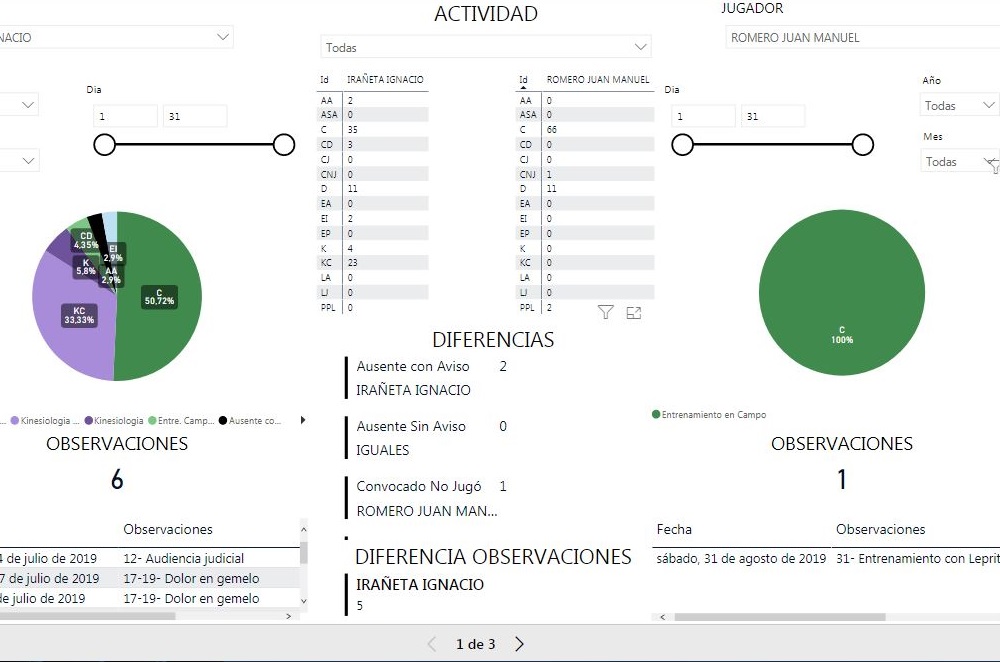 ACTIVIDAD
JUGADOR
NACIO
Todas
ROMERO JUAN MANUEL
Dia
1 31
Id IRAÑETA IGNACIO
AA 2
ASA 0
C 35
CD 3
CJ 0
CNJ 0
D 11
EA 0
EI 2
EP 0
K 4
KC 23
LA 0
LJ 0
PPL 0
Id ROMERO JUAN MANUEL
AA 0
ASA 0
C 66
CD 0
CJ 0
CNJ 1
D 11
EA 0
EI 0
EP 0
K 0
KC 0
LA 0
LJ 0
PPL 2
Dia
1 31
Año
Todas
Mes
Todas
CD
4,35%
EI
2,9%
K
5,8%
AA
2,9%
C
50,72%
KC
33,33%
C
100%
... Kinesiologia ... Kinesiologia Entre. Camp... Ausente co...
Entrenamiento en Campo
OBSERVACIONES
6
Observaciones
4 de julio de 2019 12- Audiencia judicial
7 de julio de 2019 17-19- Dolor en gemelo
de julio de 2019 17-19- Dolor en gemelo
DIFERENCIAS
Ausente con Aviso 2
IRAÑETA IGNACIO
Ausente Sin Aviso 0
IGUALES
Convocado No Jugó 1
ROMERO JUAN MAN...
DIFERENCIA OBSERVACIONES
IRAÑETA IGNACIO
5
OBSERVACIONES
1
Fecha Observaciones
sábado, 31 de agosto de 2019 31- Entrenamiento con Leprit
1 de 3